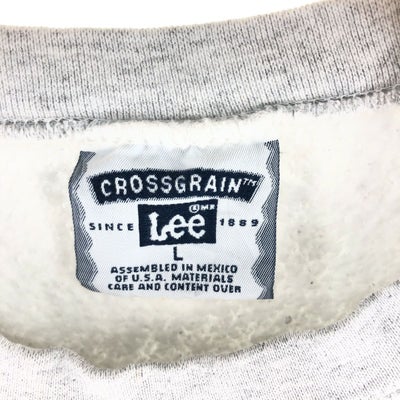 CROSSGRAIN™
®MR
SINCE Lee 1889
L
ASSEMBLED IN MEXICO
OF U.S.A. MATERIALS
CARE AND CONTENT OVER